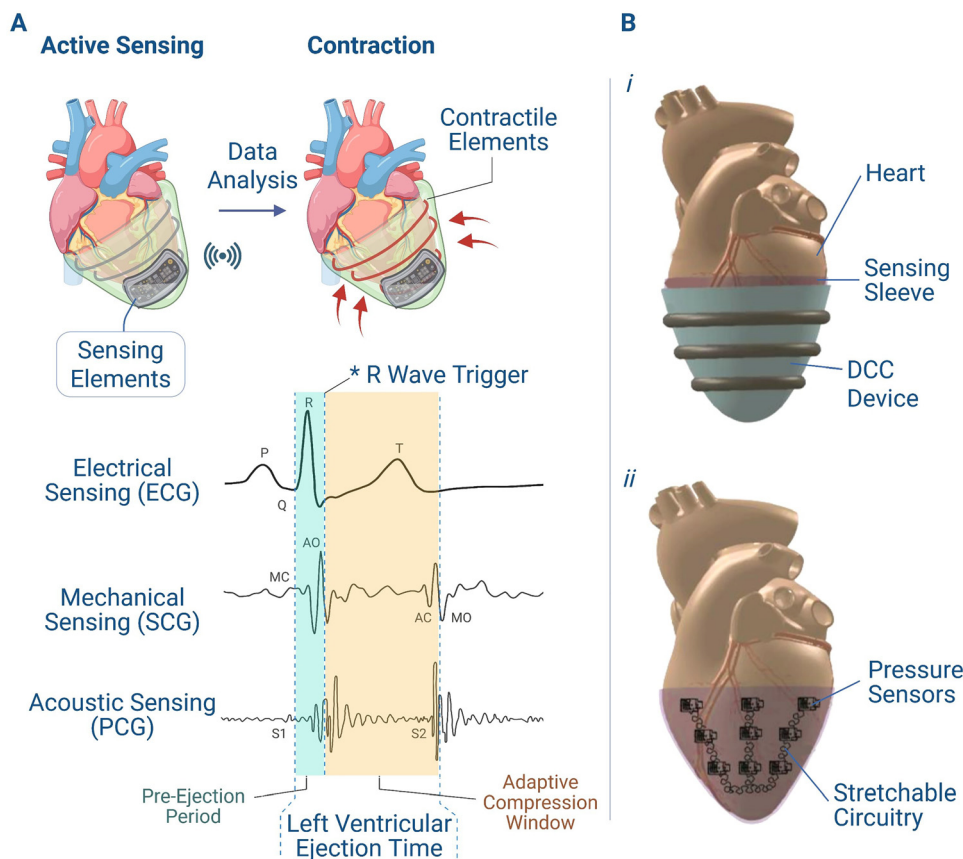 A
Active Sensing
Contraction
Contractile
Elements
Data
Analysis
Sensing
Elements
* R Wave Trigger
R
P
T
Q
Electrical
Sensing (ECG)
AO
MC
AC
MO
Mechanical
Sensing (SCG)
Acoustic Sensing
(PCG)
S1
S2
Pre-Ejection
Period
Adaptive
Compression
Window
Left Ventricular
Ejection Time
B
i
Heart
Sensing
Sleeve
DCC
Device
ii
Pressure
Sensors
Stretchable
Circuitry